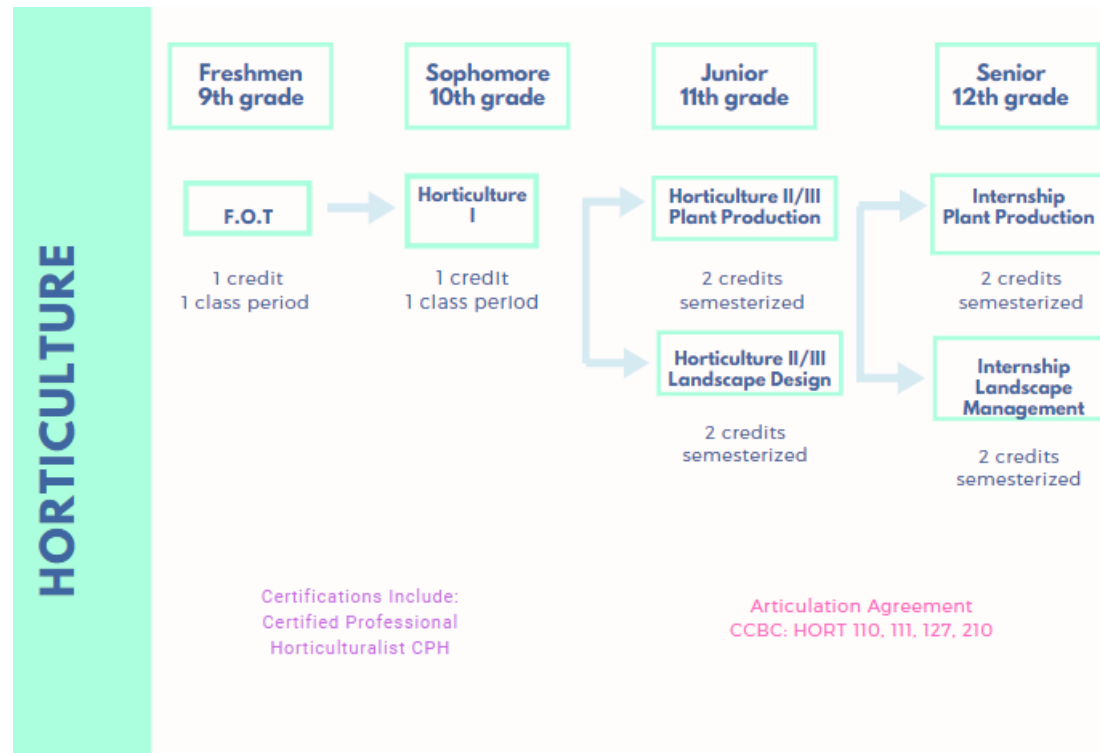 HORTICULTURE
Freshmen
9th grade
Sophomore
10th grade
Junior
11th grade
Senior
12th grade
F.O.T
1 credit
1 class period
Horticulture
I
1 credit
1 class period
Horticulture II/III
Plant Production
2 credits
semesterized
Horticulture II/III
Landscape Design
2 credits
semesterized
Internship
Plant Production
2 credits
semesterized
Internship
Landscape
Management
2 credits
semesterized
Certifications Include:
Certified Professional
Horticulturalist CPH
Articulation Agreement
CCBC: HORT 110, 111, 127, 210